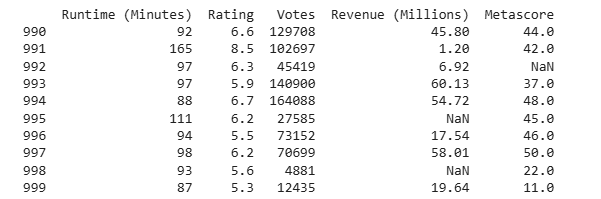 Runtime (Minutes) Rating Votes Revenue (Millions) Metascore
990 92 6.6 129708 45.80 44.0
991 165 8.5 102697 1.20 42.0
992 97 6.3 45419 6.92 NaN
993 97 5.9 140900 60.13 37.0
994 88 6.7 164088 54.72 48.0
995 111 6.2 27585 NaN 45.0
996 94 5.5 73152 17.54 46.0
997 98 6.2 70699 58.01 50.0
998 93 5.6 4881 NaN 22.0
999 87 5.3 12435 19.64 11.0